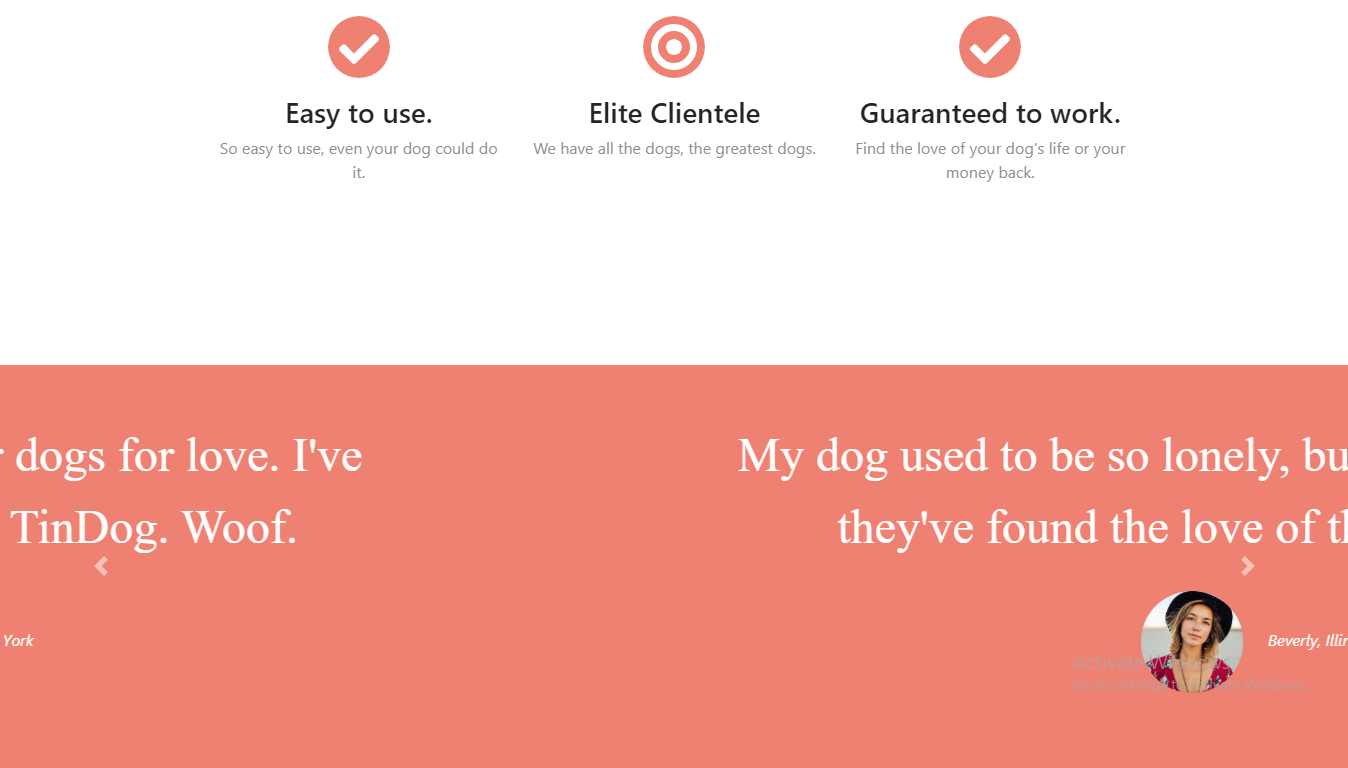 Easy to use.
So easy to use, even your dog could do
it.
Elite Clientele
We have all the dogs, the greatest dogs.
Guaranteed to work.
Find the love of your dog's life or your
money back.
dogs for love. I've
TinDog. Woof.
York
My dog used to be so lonely, bu
they've found the love of th
Beverly, Illin
Activate Windows
Go to Settings to activate Windows.